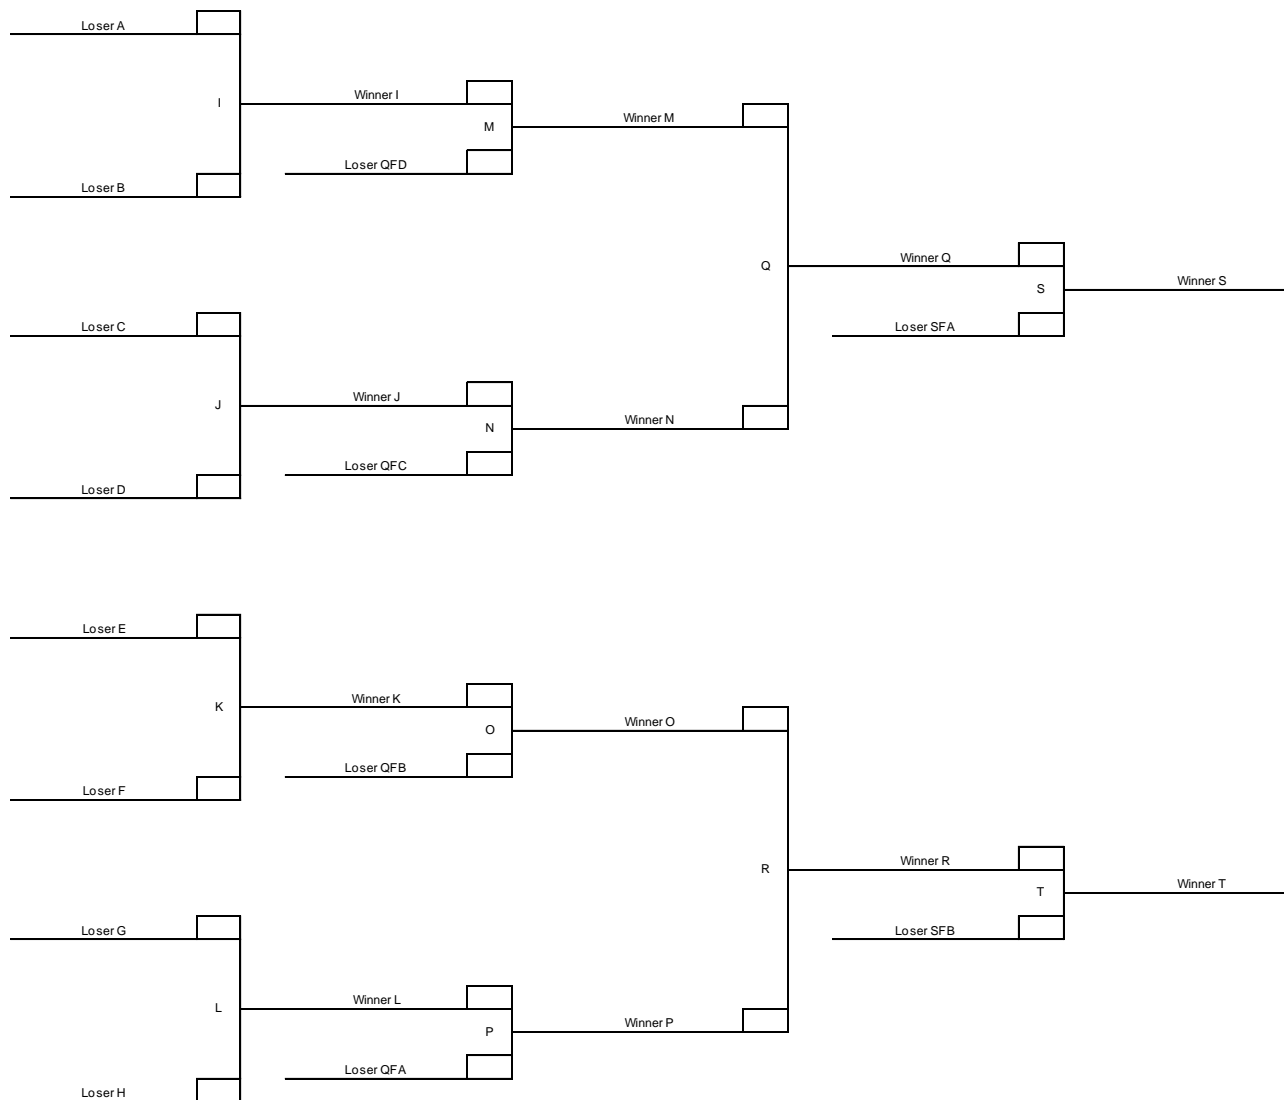 Loser A
I
Winner I
M
Winner M
Loser QFD
Loser B
Q
Winner Q
S
Winner S
Loser C
Loser SFA
J
Winner J
N
Winner N
Loser QFC
Loser D
Loser E
K
Winner K
O
Winner O
Loser QFB
Loser F
R
Winner R
T
Winner T
Loser G
Loser SFB
L
Winner L
P
Winner P
Loser QFA
Loser H